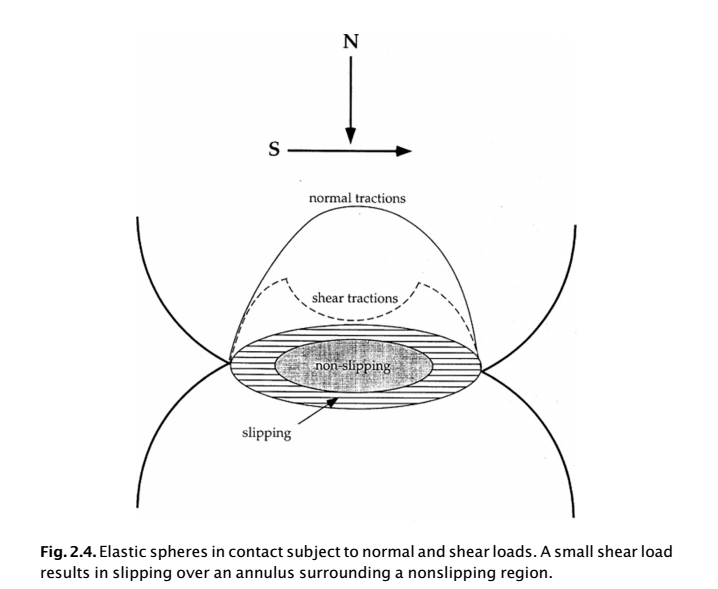 N
S
normal tractions
shear tractions
non-slipping
slipping
Fig. 2.4. Elastic spheres in contact subject to normal and shear loads. A small shear load
results in slipping over an annulus surrounding a nonslipping region.